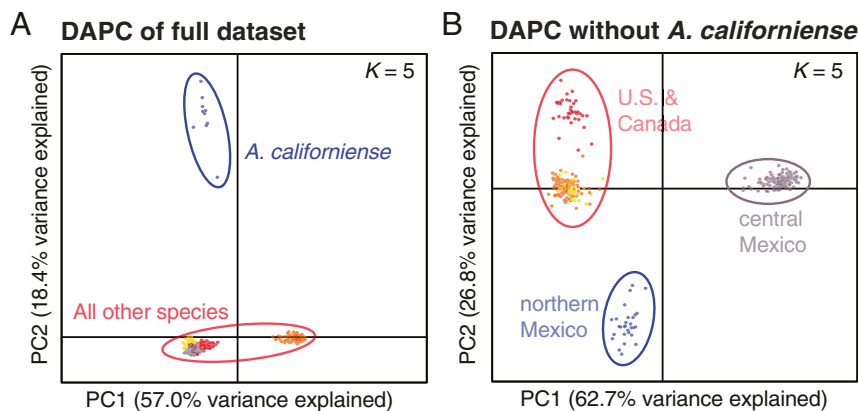 A
DAPC of full dataset
K = 5
A. californiense
All other species
PC2 (18.4% variance explained)
PC1 (57.0% variance explained)
B
DAPC without A. californiense
K = 5
U.S. &
Canada
central
Mexico
northern
Mexico
PC2 (26.8% variance explained)
PC1 (62.7% variance explained)